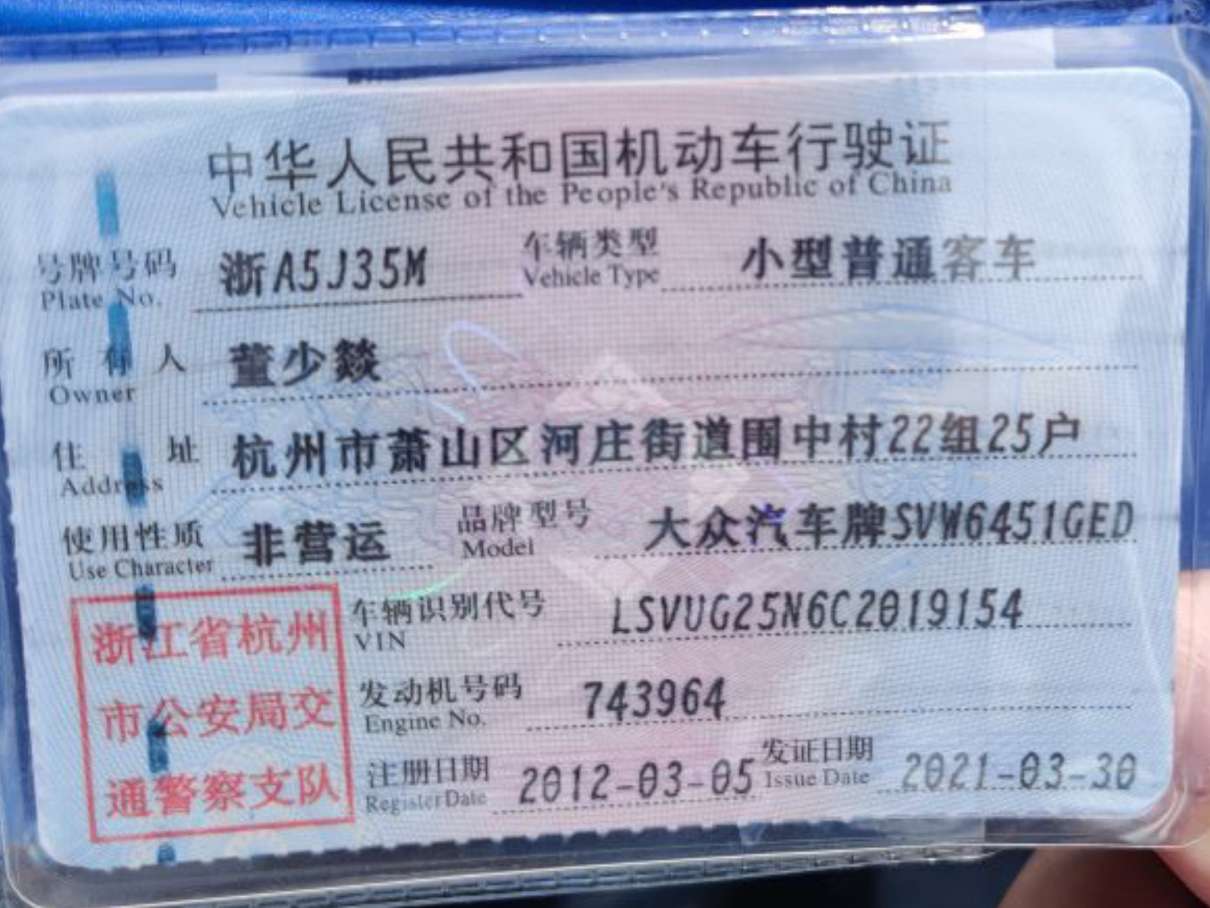 中华人民共和国机动车行驶证
Vehicle License of the People's Republic of China
号牌号码 浙A5J35M 车辆类型 小型普通客车
Plate No. Vehicle Type
所有人 董少燚
Owner
住址 杭州市萧山区河庄街道围中村22组25户
Address
使用性质 非营运 品牌型号 大众汽车牌SVW6451GED
Use Character Model
浙江省杭州 车辆识别代号 LSVUG25N6C2019154
VIN
市公安局交 发动机号码 743964
Engine No.
通警察支队 注册日期 2012-03-05 发证日期 2021-03-30
Register Date Issue Date